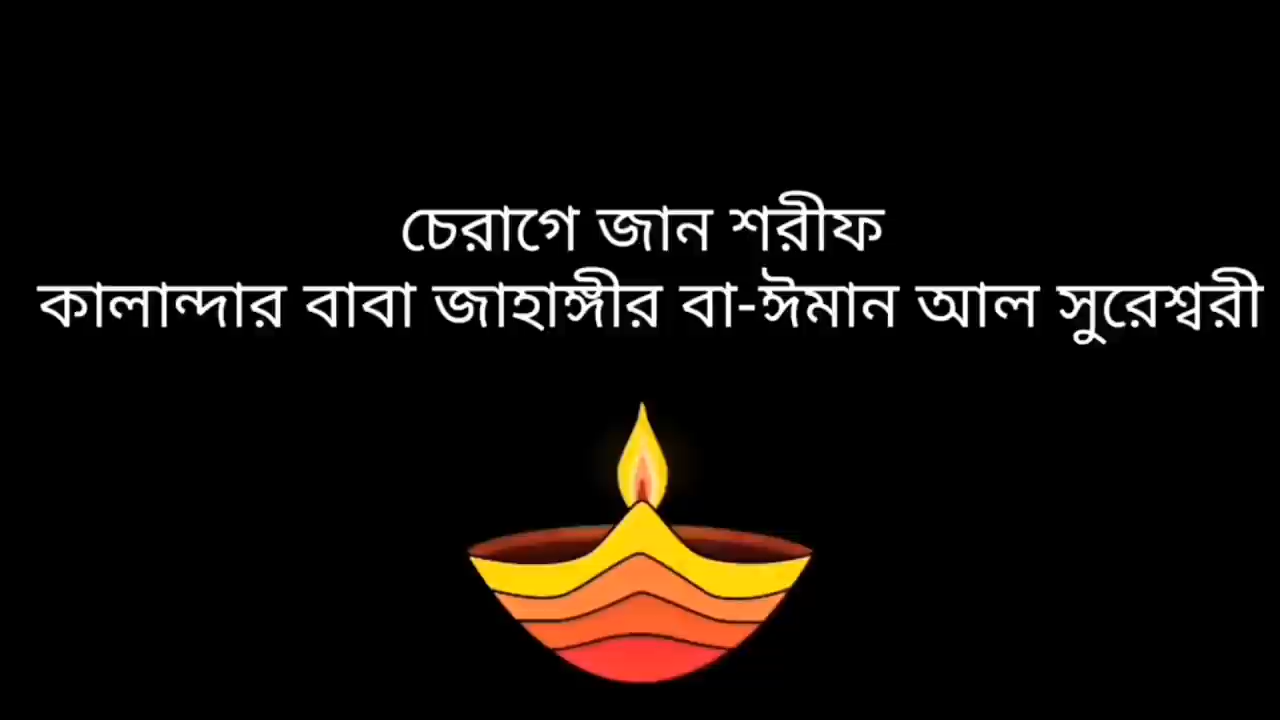 চেরাগে জান শরীফ
কালান্দার বাবা জাহাঙ্গীর বা-ঈমান আল সুরেশ্বরী